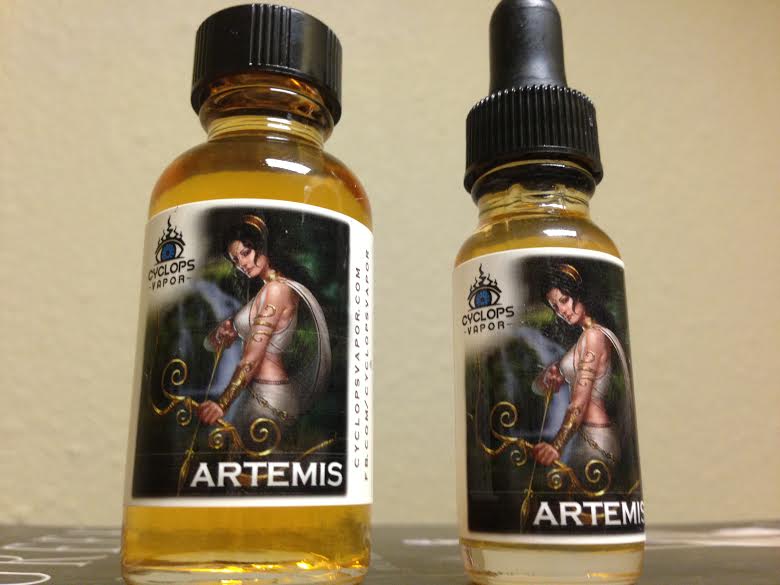 CYCLOPS
-VAPOR-
ARTEMIS
CYCLOPSVAPOR.COM
FB.COM/CYCLOPSVAPOR
CYCLOPS
-VAPOR-
ARTEMIS